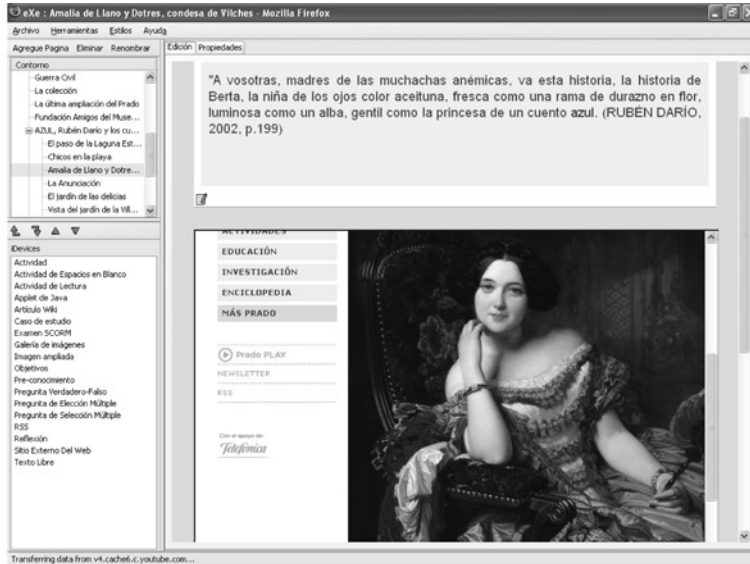 eXe : Amalia de Llano y Dotres, condesa de Vilches - Mozilla Firefox
Archivo Herramientas Estilos Ayuda
Agregue Pagina Eliminar Renombrar
Edición Propiedades
Contorno
Guerra Civil
La colección
La última ampliación del Prado
Fundación Amigos del Muse...
AZUL, Rubén Darío y los cu...
El paso de la Laguna Est...
Chicos en la playa
Amalia de Llano y Dotre...
La Anunciación
El jardín de las delicias
Vista del jardín de la Vill...
iDevices
Actividad
Actividad de Espacios en Blanco
Actividad de Lectura
Applet de Java
Artículo Wiki
Caso de estudio
Examen SCORM
Galería de imágenes
Imagen ampliada
Objetivos
Pre-conocimiento
Pregunta Verdadero-Falso
Pregunta de Elección Múltiple
Pregunta de Selección Múltiple
RSS
Reflexión
Sitio Externo Del Web
Texto Libre
"A vosotras, madres de las muchachas anémicas, va esta historia, la historia de
Berta, la niña de los ojos color aceituna, fresca como una rama de durazno en flor,
luminosa como un alba, gentil como la princesa de un cuento azul. (RUBÉN DARÍO,
2002, p.199)
ACTIVIDADES
EDUCACIÓN
INVESTIGACIÓN
ENCICLOPEDIA
MÁS PRADO
Prado PLAY
NEWSLETTER
RSS
Con el apoyo de:
Telefónica
Transferring data from v4.cache6.c.youtube.com...